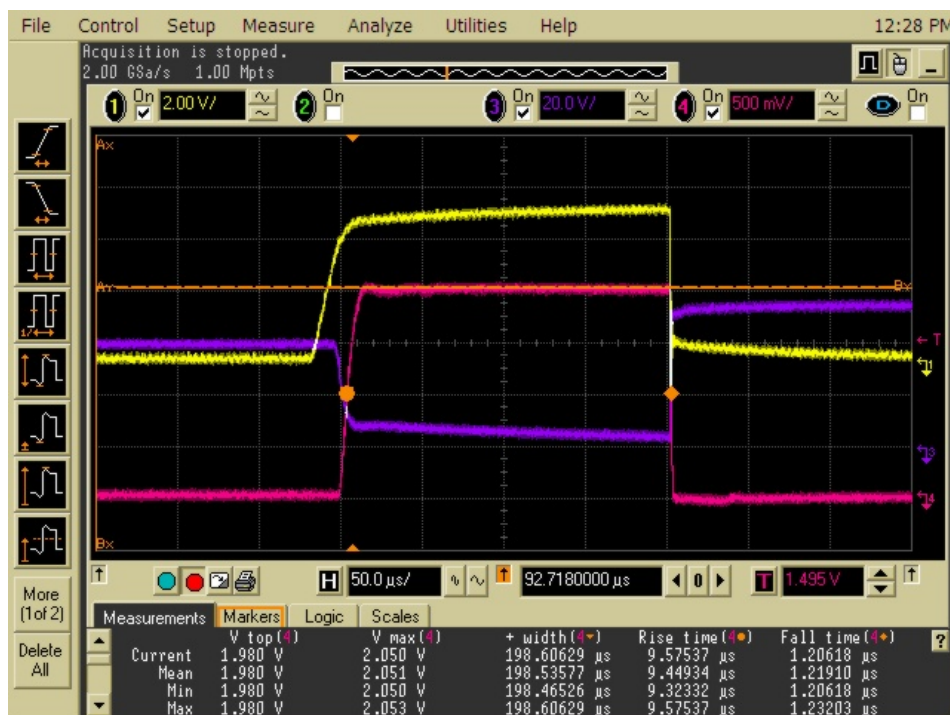 File Control Setup Measure Analyze Utilities Help 12:28 PM
Acquisition is stopped.
2.00 GSa/s 1.00 Mpts
1 On 2.00 V/ 2 On 3 On 20.0 V/ 4 On 500 mV/ D On
Ax
Ay Bx
T
1
3
4
Bx
H 50.0 µs/ 92.7180000 µs 0 T 1.495 V
More
(1of 2)
Delete
All
Measurements Markers Logic Scales
V top(4) V max(4) + width(4) Rise time(4) Fall time(4) ?
Current 1.980 V 2.050 V 198.60629 µs 9.57537 µs 1.20618 µs
Mean 1.980 V 2.051 V 198.53577 µs 9.44934 µs 1.21910 µs
Min 1.980 V 2.050 V 198.46526 µs 9.32332 µs 1.20618 µs
Max 1.980 V 2.053 V 198.60629 µs 9.57537 µs 1.23203 µs